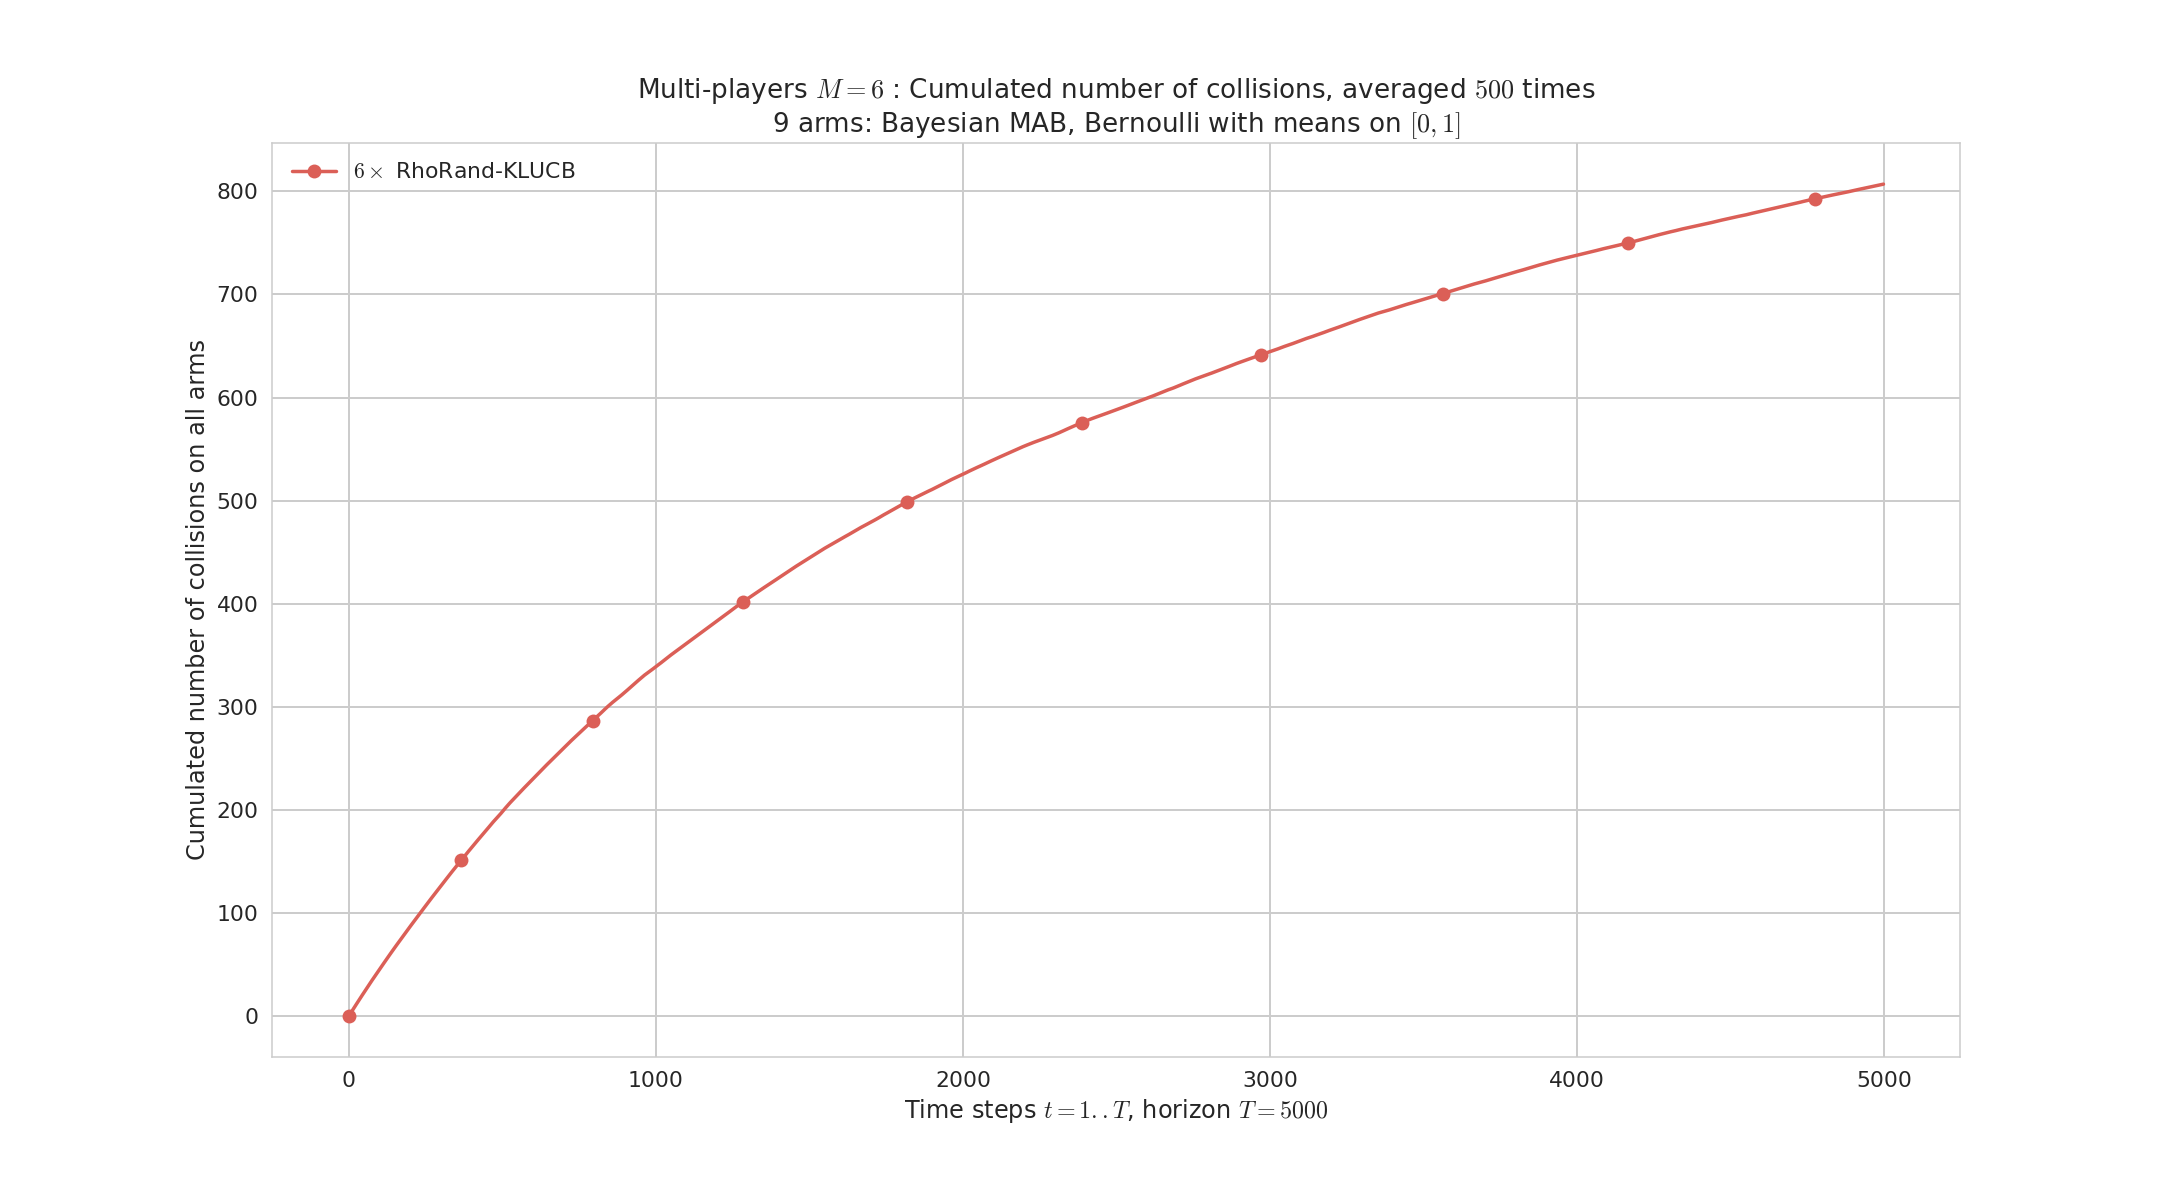 Multi-players M = 6 : Cumulated number of collisions, averaged 500 times
9 arms: Bayesian MAB, Bernoulli with means on [0, 1]
6 × RhoRand-KLUCB
Cumulated number of collisions on all arms
800
700
600
500
400
300
200
100
0
0 1000 2000 3000 4000 5000
Time steps t = 1..T, horizon T = 5000